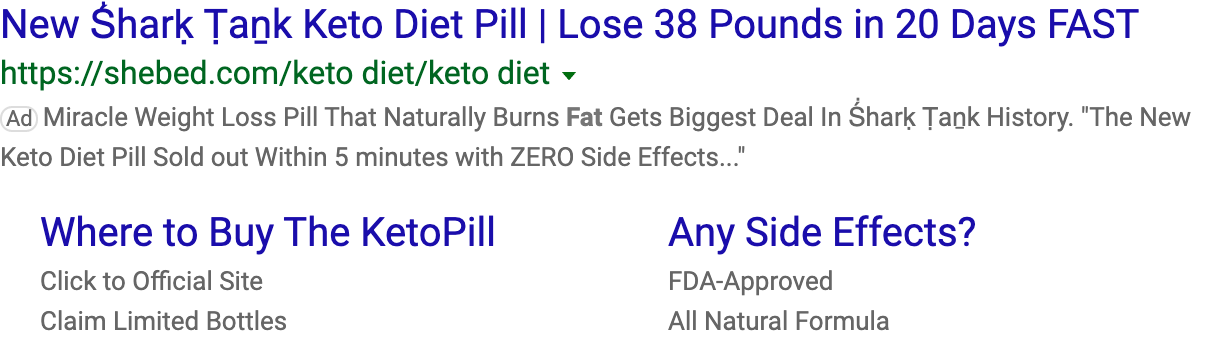 New Ṥharḳ Ṭaṉk Keto Diet Pill | Lose 38 Pounds in 20 Days FAST
https://shebed.com/keto diet/keto diet
Ad Miracle Weight Loss Pill That Naturally Burns Fat Gets Biggest Deal In Ṥharḳ Ṭaṉk History. "The New
Keto Diet Pill Sold out Within 5 minutes with ZERO Side Effects..."
Where to Buy The KetoPill
Click to Official Site
Claim Limited Bottles
Any Side Effects?
FDA-Approved
All Natural Formula